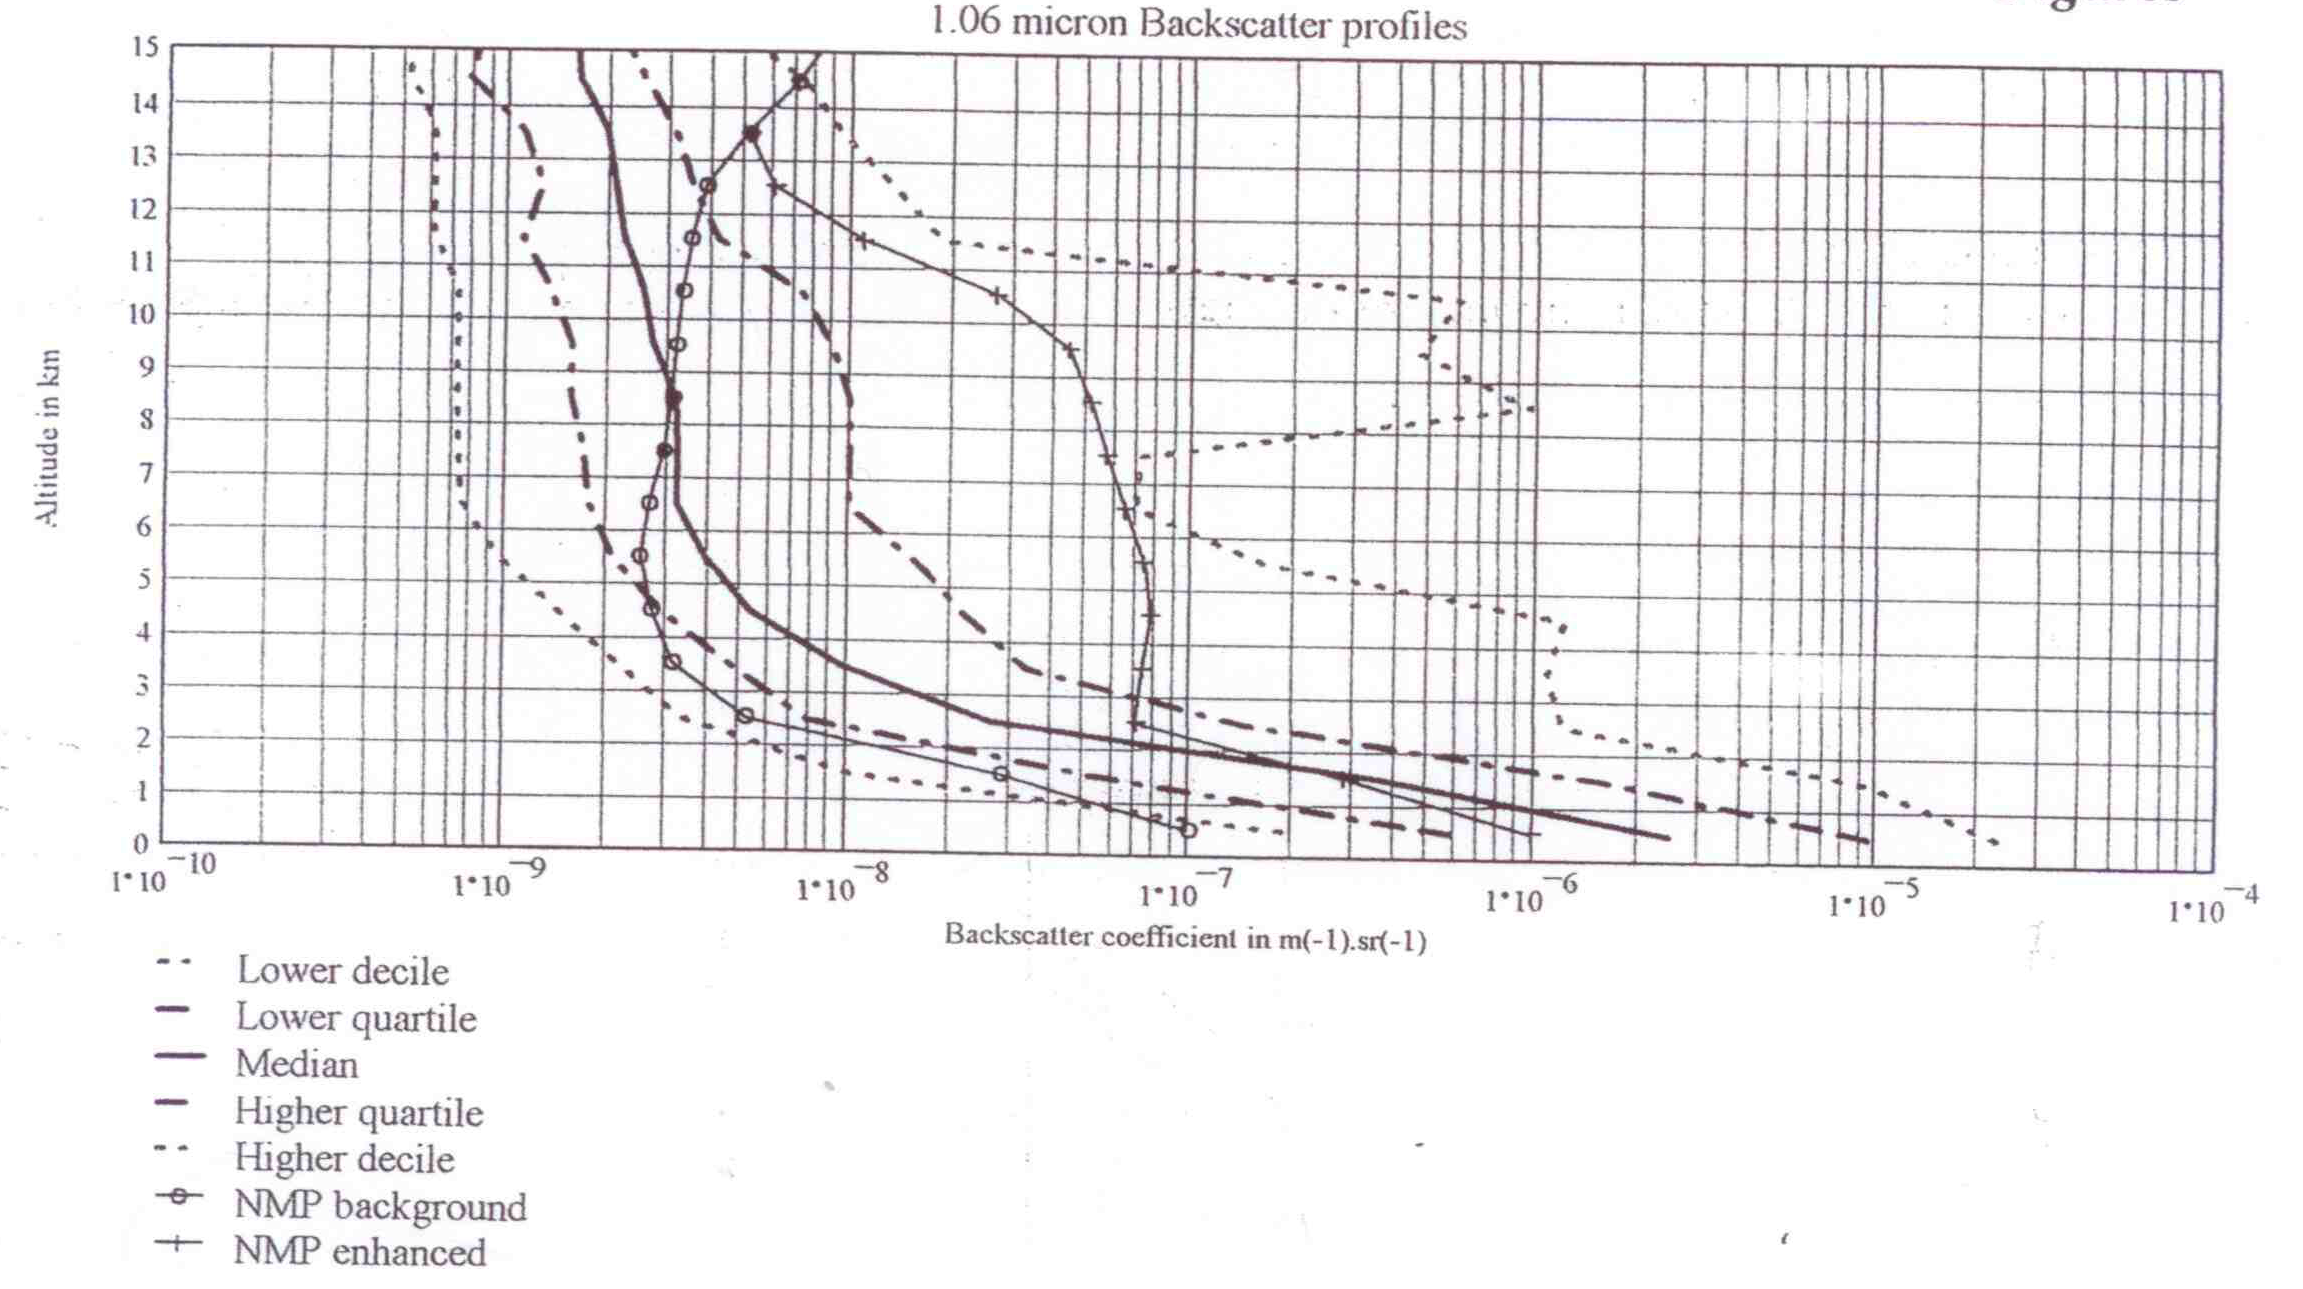 1.06 micron Backscatter profiles
15
14
13
12
11
10
9
8
7
6
5
4
3
2
1
0
Altitude in km
1•10 −10
1•10 −9
1•10 −8
1•10 −7
1•10 −6
1•10 −5
1•10 −4
Backscatter coefficient in m(-1).sr(-1)
Lower decile
Lower quartile
Median
Higher quartile
Higher decile
NMP background
NMP enhanced